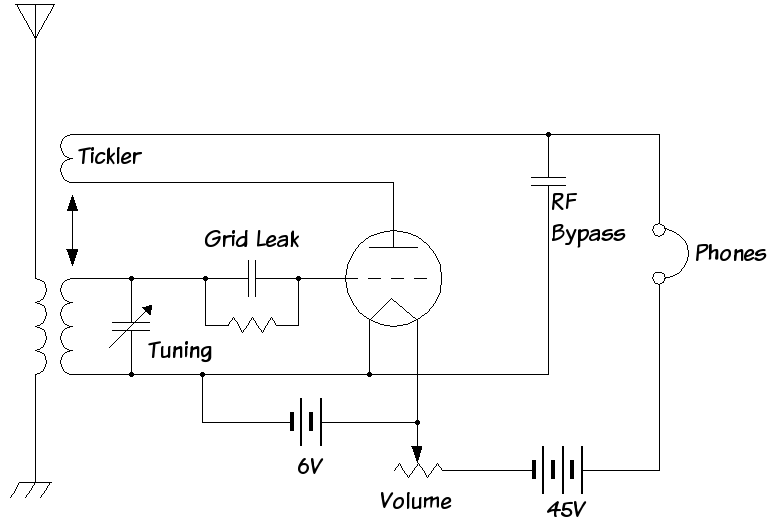 Tickler
RF
Bypass
Grid Leak
Phones
Tuning
6V
Volume
45V